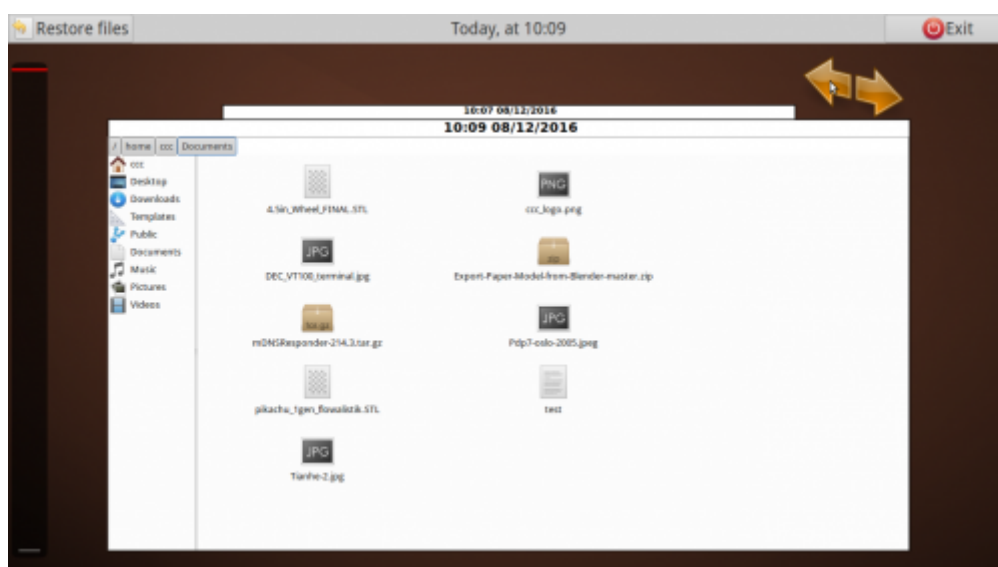 Restore files
Today, at 10:09
Exit
10:07 08/12/2016
10:09 08/12/2016
/ home ccc Documents
ccc
Desktop
Downloads
Templates
Public
Documents
Music
Pictures
Videos
4.5in_Wheel_FINAL.STL
PNG
ccc_logo.png
JPG
DEC_VT100_terminal.jpg
zip
Export-Paper-Model-from-Blender-master.zip
tar.gz
mDNSResponder-214.3.tar.gz
JPG
Pdp7-oslo-2005.jpeg
pikachu_1gen_flowalistik.STL
test
JPG
Tianhe-2.jpg